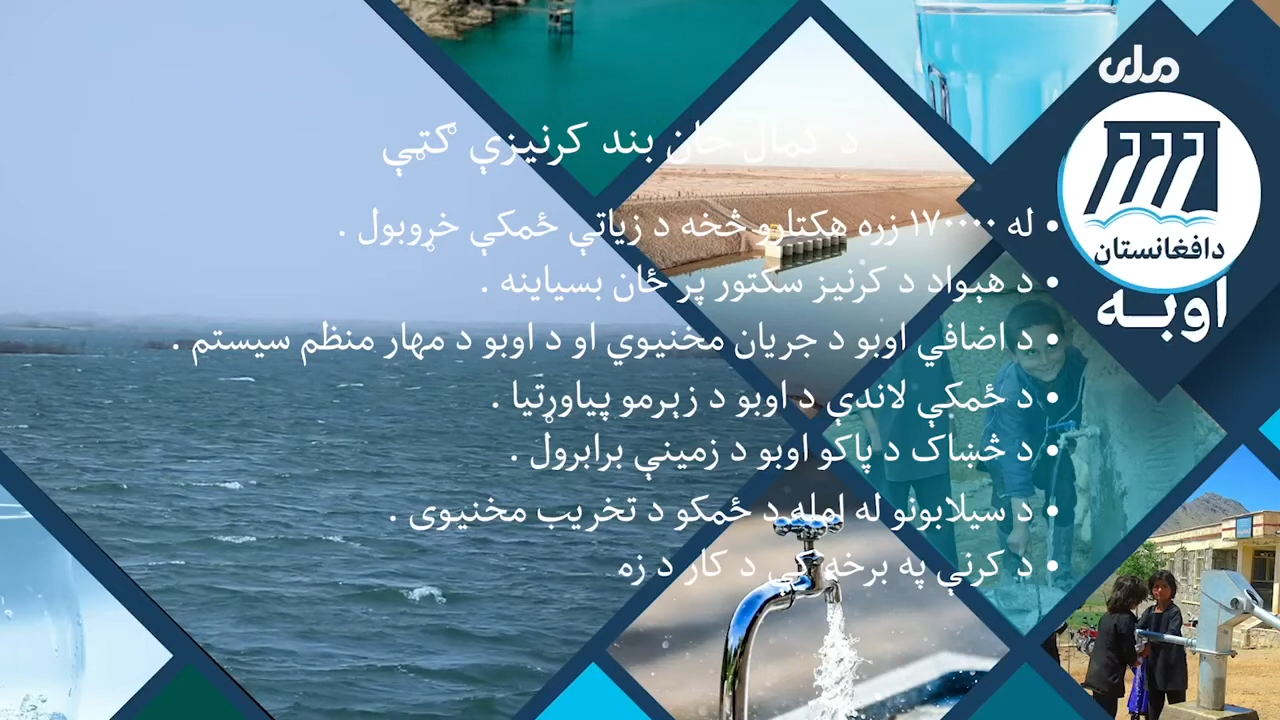 ملي
دافغانستان
اوبه
د کمال خان بند کرنیزې ګټې
• له ۱۷۰۰۰۰ زره هکتارو څخه د زیاتې ځمکې خړوبول .
• د هېواد د کرنیز سکتور پر ځان بسیاینه .
• د اضافي اوبو د جریان مخنیوي او د اوبو د مهار منظم سیسټم .
• د ځمکې لاندې د اوبو د زېرمو پیاوړتیا .
• د څښاک د پاکو اوبو د زمینې برابرول .
• د سیلابونو له امله د ځمکو د تخریب مخنیوی .
• د کرنې په برخه کې د کار د زه